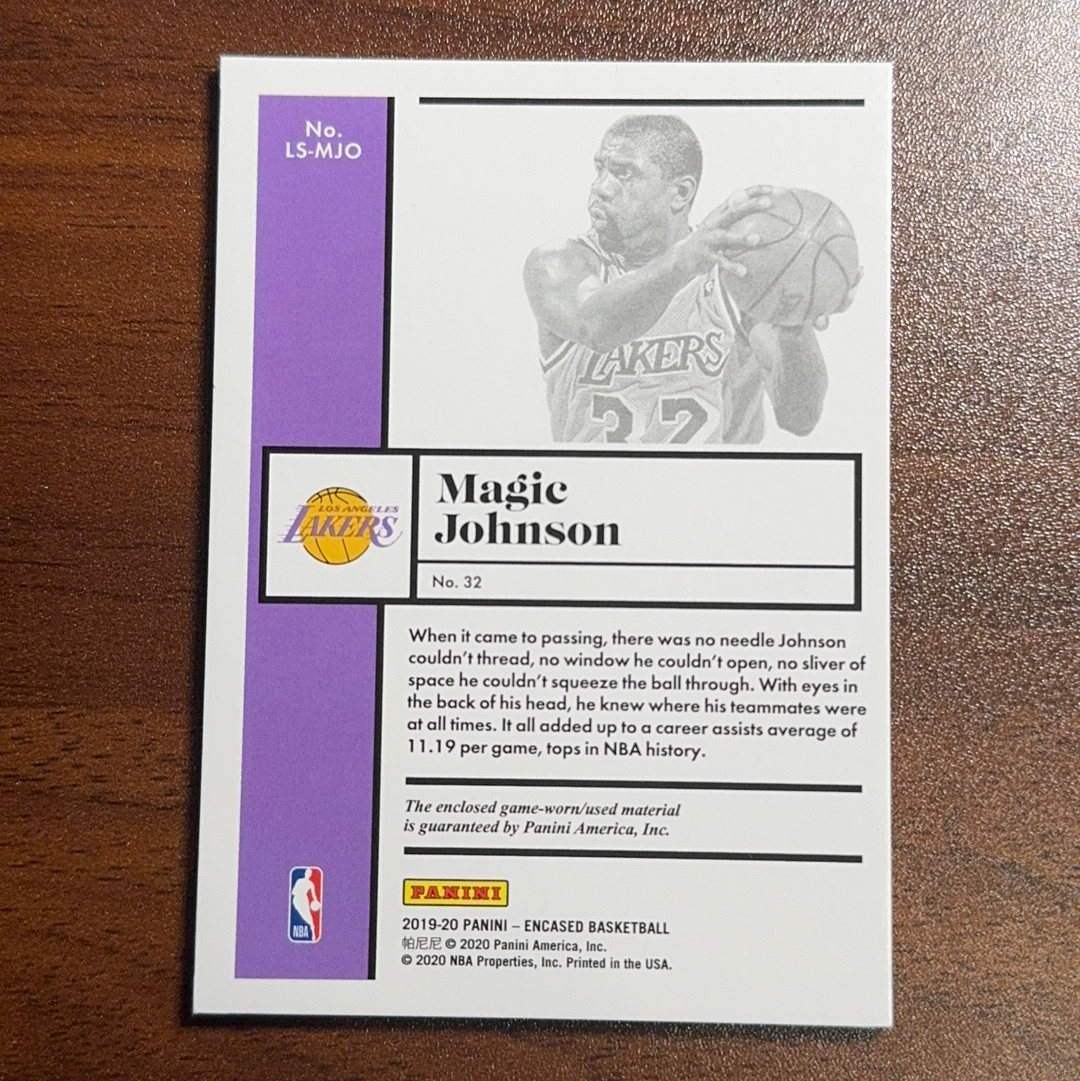 No.
LS-MJO
LAKERS
32
LOS ANGELES
LAKERS
Magic
Johnson
No. 32
When it came to passing, there was no needle Johnson
couldn't thread, no window he couldn't open, no sliver of
space he couldn't squeeze the ball through. With eyes in
the back of his head, he knew where his teammates were
at all times. It all added up to a career assists average of
11.19 per game, tops in NBA history.
The enclosed game-worn/used material
is guaranteed by Panini America, Inc.
NBA
PANINI
2019-20 PANINI – ENCASED BASKETBALL
帕尼尼 © 2020 Panini America, Inc.
© 2020 NBA Properties, Inc. Printed in the USA.